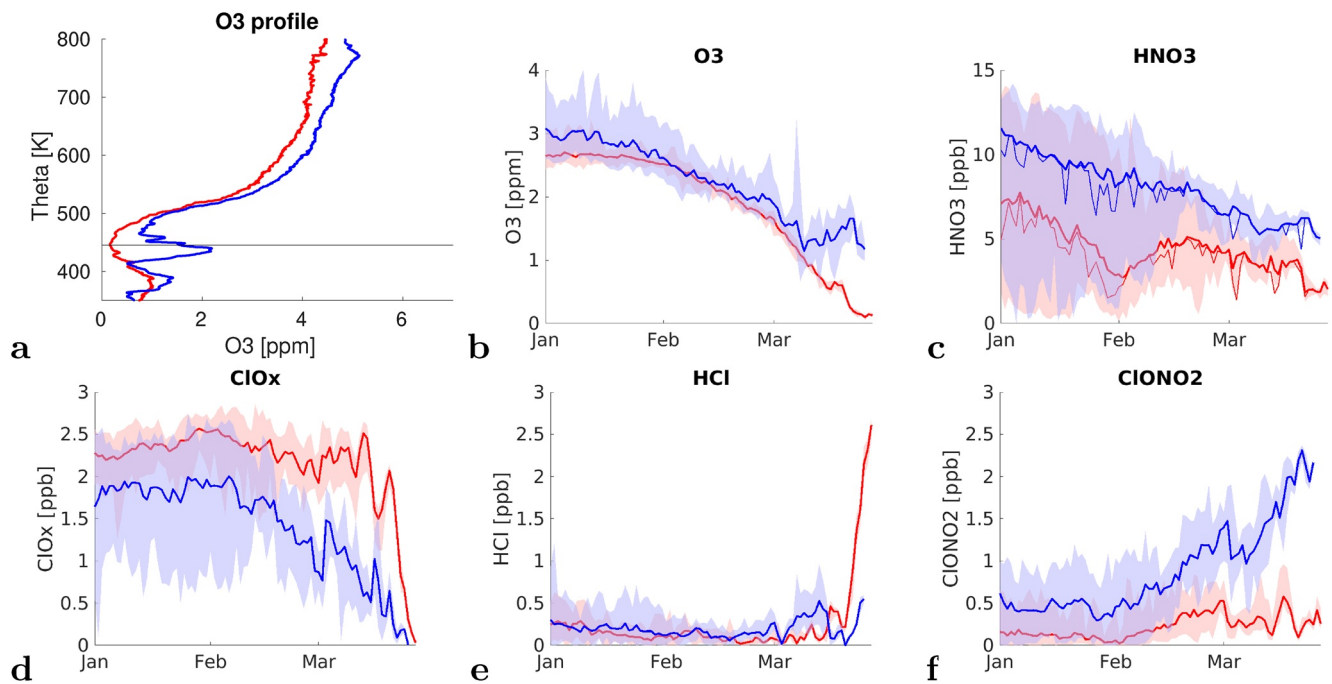 O3 profile
800
700
600
500
400
Theta [K]
0 2 4 6
O3 [ppm]
a
O3
4
3
2
1
0
O3 [ppm]
Jan Feb Mar
b
HNO3
15
10
5
0
HNO3 [ppb]
Jan Feb Mar
c
ClOx
3
2.5
2
1.5
1
0.5
0
ClOx [ppb]
Jan Feb Mar
d
HCl
3
2.5
2
1.5
1
0.5
0
HCl [ppb]
Jan Feb Mar
e
ClONO2
3
2.5
2
1.5
1
0.5
0
ClONO2 [ppb]
Jan Feb Mar
f